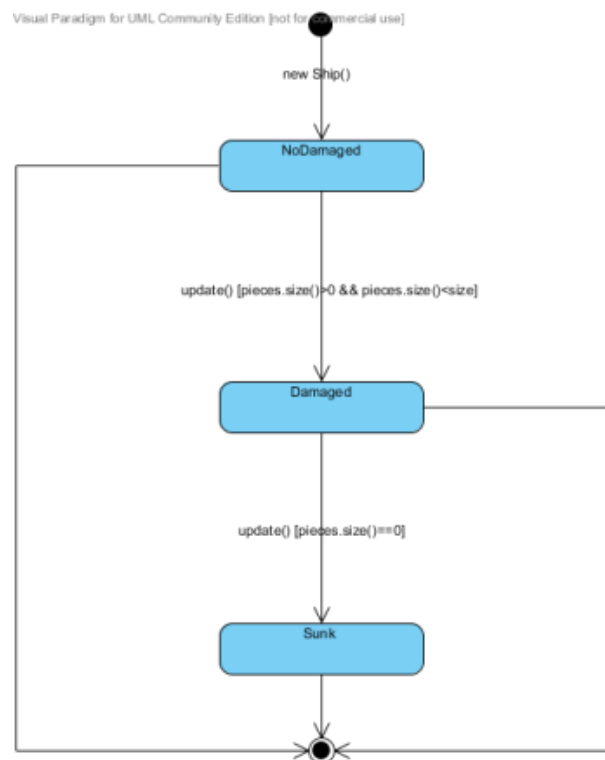 Visual Paradigm for UML Community Edition [not for commercial use]
new Ship()
NoDamaged
update() [pieces.size()>0 && pieces.size()<size]
Damaged
update() [pieces.size()==0]
Sunk